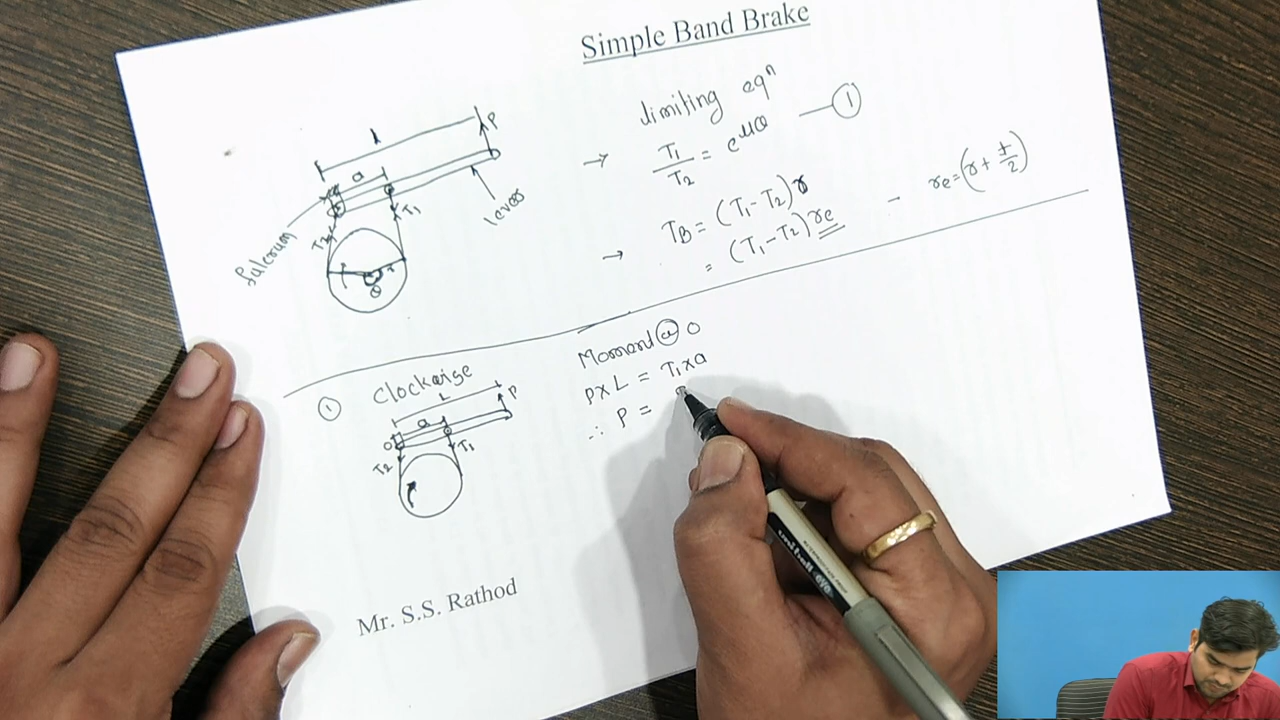 Simple Band Brake
limiting eqⁿ
→ T₁/T₂ = e^μθ — ①
→ T_B = (T₁-T₂)r
= (T₁-T₂)re - re = (r + t/2)
l
P
a
fulcrum
T₂
T₁
lever
r
θ
① Clockwise
L
P
a
O
T₂
T₁
Moment @ O
P×L = T₁×a
∴ P =
Mr. S.S. Rathod